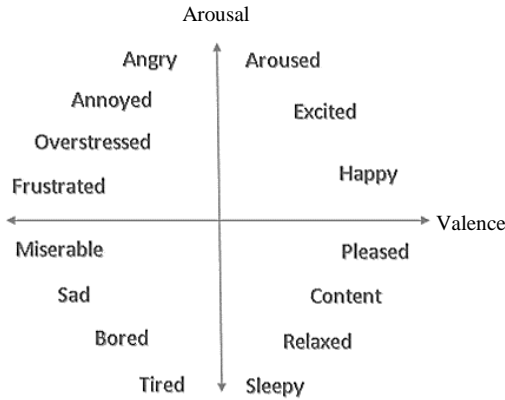 Arousal
Angry Aroused
Annoyed Excited
Overstressed
Happy
Frustrated
Valence
Miserable Pleased
Sad Content
Bored Relaxed
Tired Sleepy